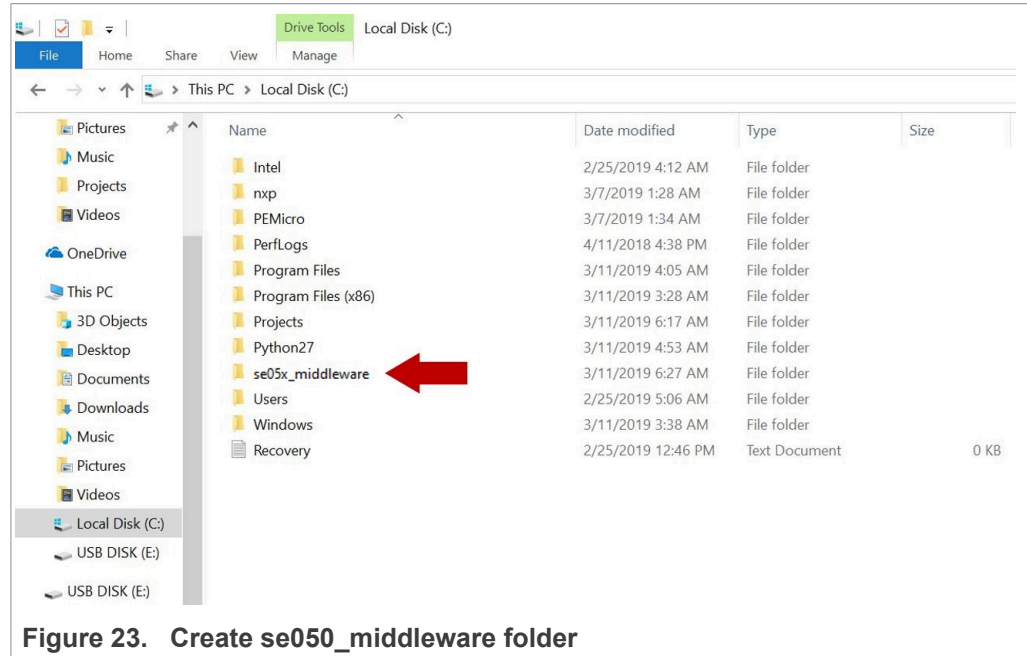 Drive Tools Local Disk (C:)
File Home Share View Manage
This PC > Local Disk (C:)
Pictures
Music
Projects
Videos
OneDrive
This PC
3D Objects
Desktop
Documents
Downloads
Music
Pictures
Videos
Local Disk (C:)
USB DISK (E:)
USB DISK (E:)
Name Date modified Type Size
Intel 2/25/2019 4:12 AM File folder
nxp 3/7/2019 1:28 AM File folder
PEMicro 3/7/2019 1:34 AM File folder
PerfLogs 4/11/2018 4:38 PM File folder
Program Files 3/11/2019 4:05 AM File folder
Program Files (x86) 3/11/2019 3:28 AM File folder
Projects 3/11/2019 6:17 AM File folder
Python27 3/11/2019 4:53 AM File folder
se05x_middleware 3/11/2019 6:27 AM File folder
Users 2/25/2019 5:06 AM File folder
Windows 3/11/2019 3:38 AM File folder
Recovery 2/25/2019 12:46 PM Text Document 0 KB
Figure 23. Create se050_middleware folder